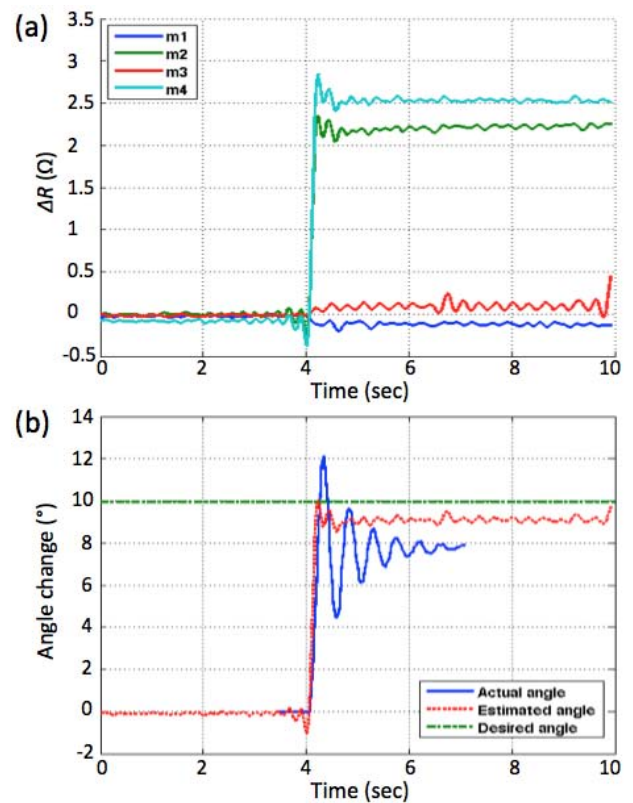 (a)
m1
m2
m3
m4
3.5
3
2.5
2
1.5
1
0.5
0
-0.5
ΔR (Ω)
0 2 4 6 8 10
Time (sec)
(b)
14
12
10
8
6
4
2
0
-2
Angle change (°)
Actual angle
Estimated angle
Desired angle
0 2 4 6 8 10
Time (sec)